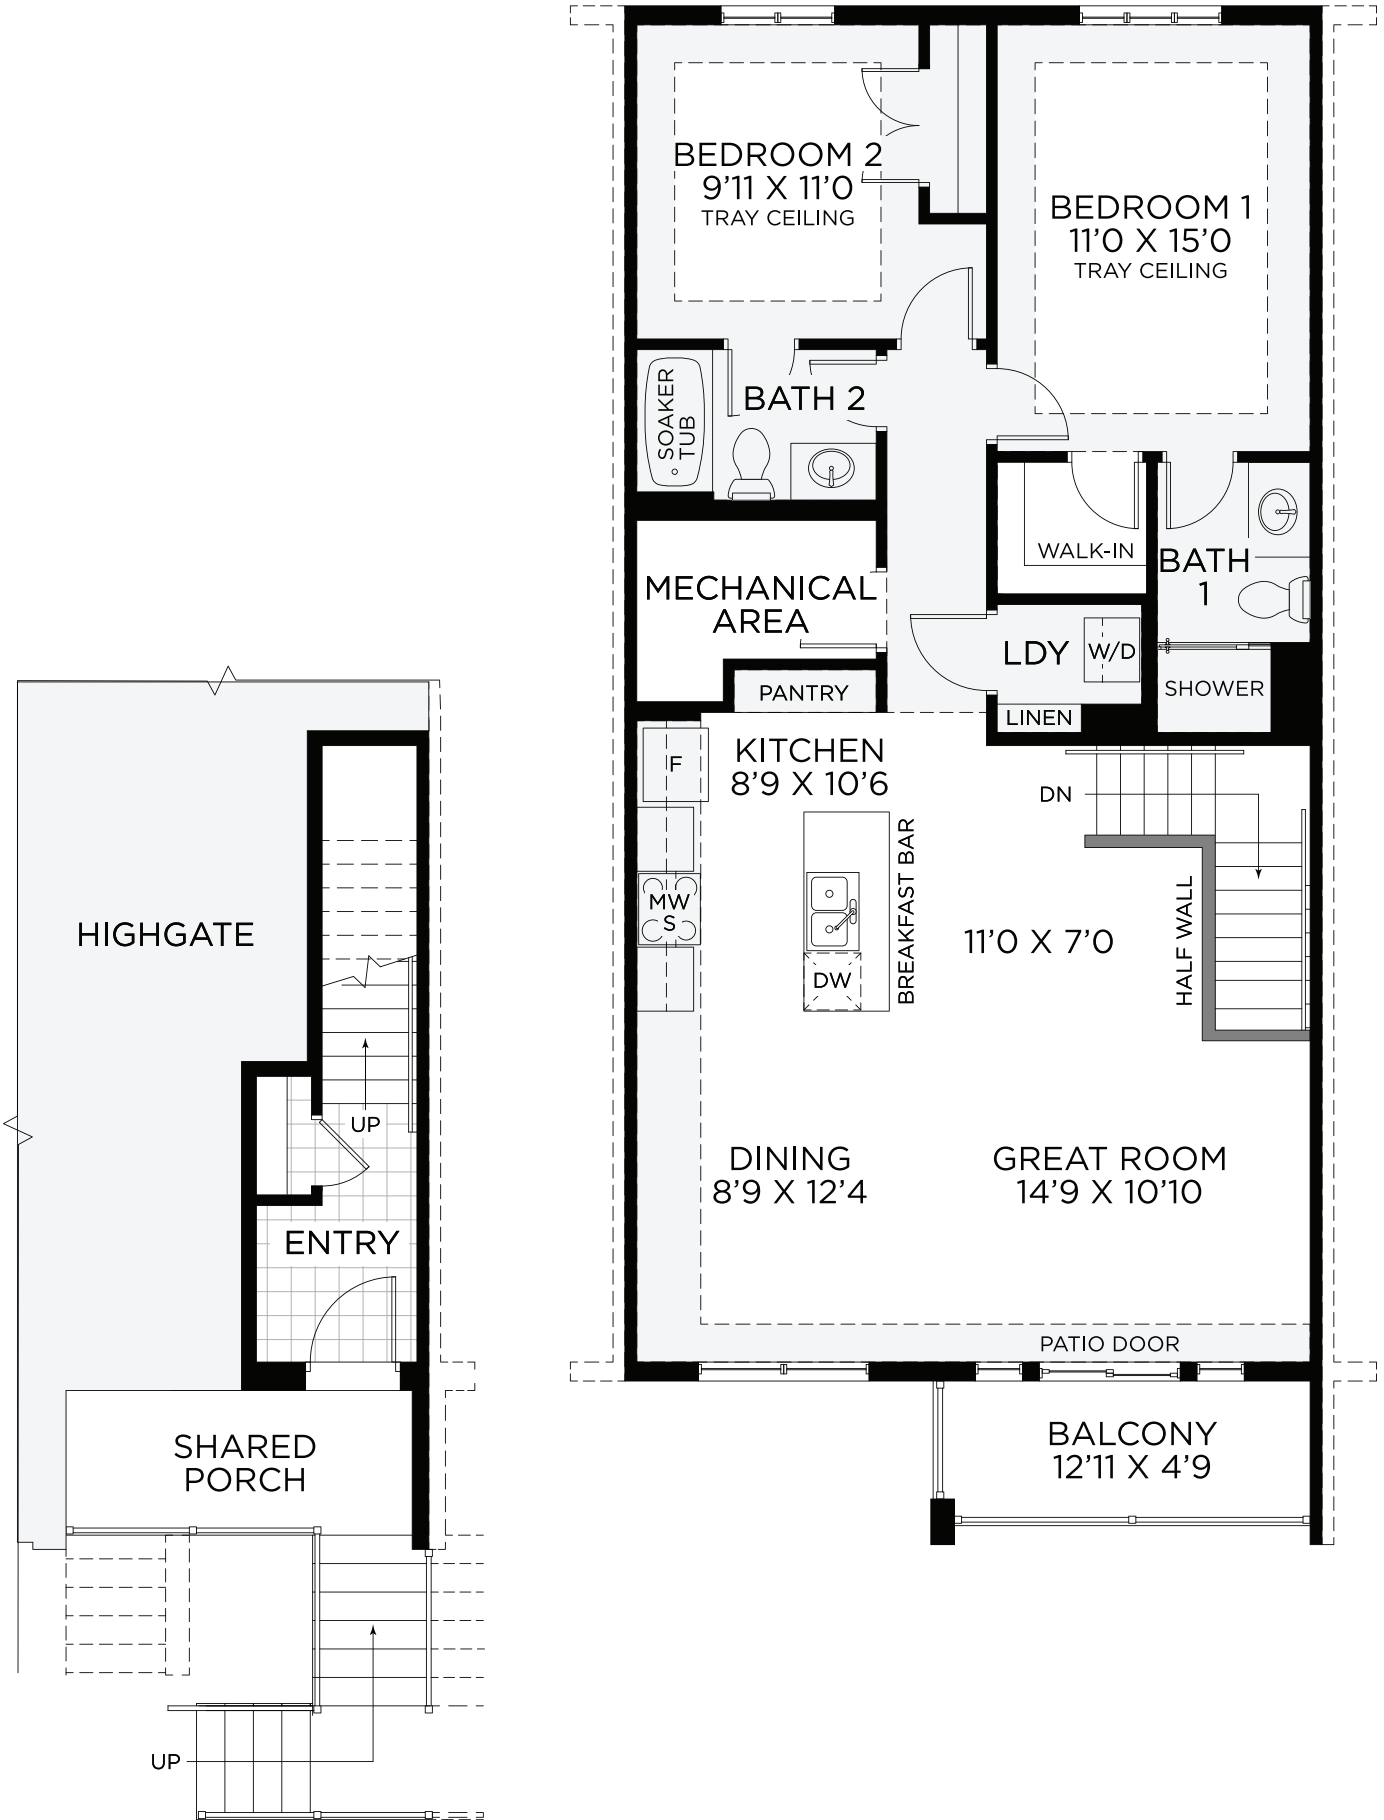 BEDROOM 2
9'11 X 11'0
TRAY CEILING
BEDROOM 1
11'0 X 15'0
TRAY CEILING
SOAKER
TUB
BATH 2
WALK-IN
BATH
1
MECHANICAL
AREA
LDY
W/D
SHOWER
PANTRY
LINEN
F
KITCHEN
8'9 X 10'6
DN
MW
S
BREAKFAST BAR
DW
11'0 X 7'0
HALF WALL
DINING
8'9 X 12'4
GREAT ROOM
14'9 X 10'10
PATIO DOOR
BALCONY
12'11 X 4'9
HIGHGATE
UP
ENTRY
SHARED
PORCH
UP